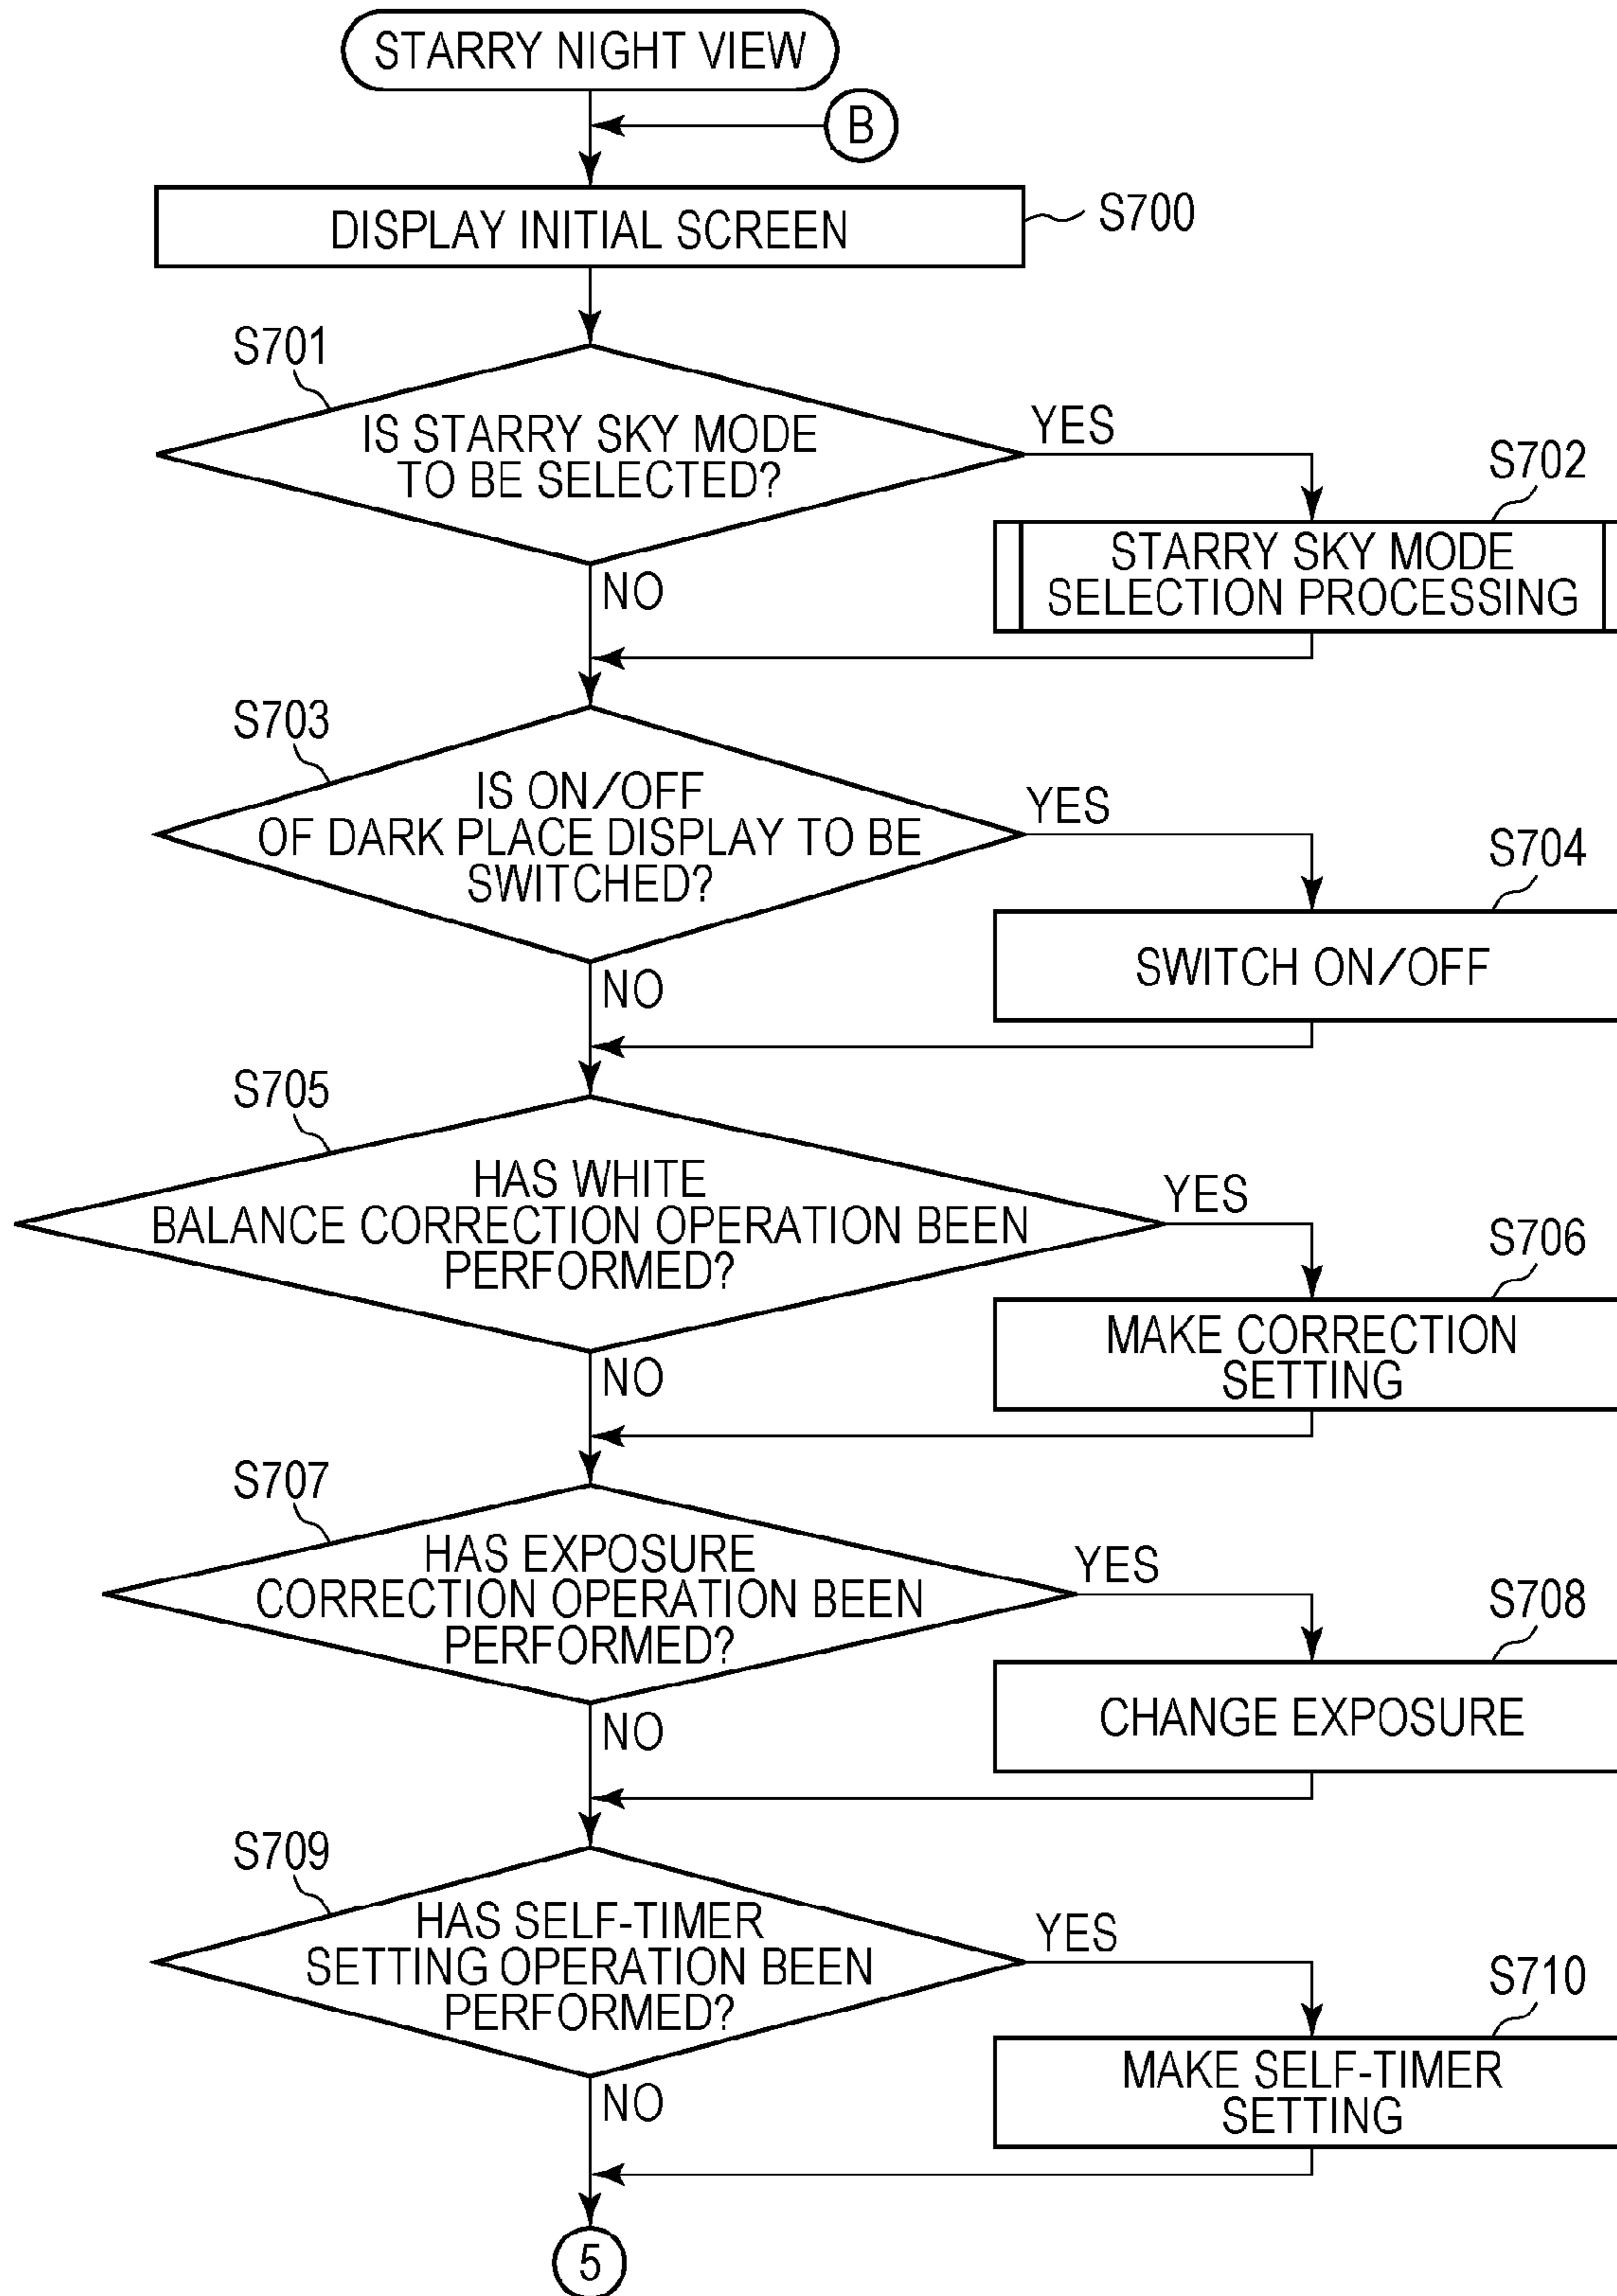 STARRY NIGHT VIEW
B
DISPLAY INITIAL SCREEN
S700
S701
IS STARRY SKY MODE
TO BE SELECTED?
YES
NO
S702
STARRY SKY MODE
SELECTION PROCESSING
S703
IS ON/OFF
OF DARK PLACE DISPLAY TO BE
SWITCHED?
YES
NO
S704
SWITCH ON/OFF
S705
HAS WHITE
BALANCE CORRECTION OPERATION BEEN
PERFORMED?
YES
NO
S706
MAKE CORRECTION
SETTING
S707
HAS EXPOSURE
CORRECTION OPERATION BEEN
PERFORMED?
YES
NO
S708
CHANGE EXPOSURE
S709
HAS SELF-TIMER
SETTING OPERATION BEEN
PERFORMED?
YES
NO
S710
MAKE SELF-TIMER
SETTING
5